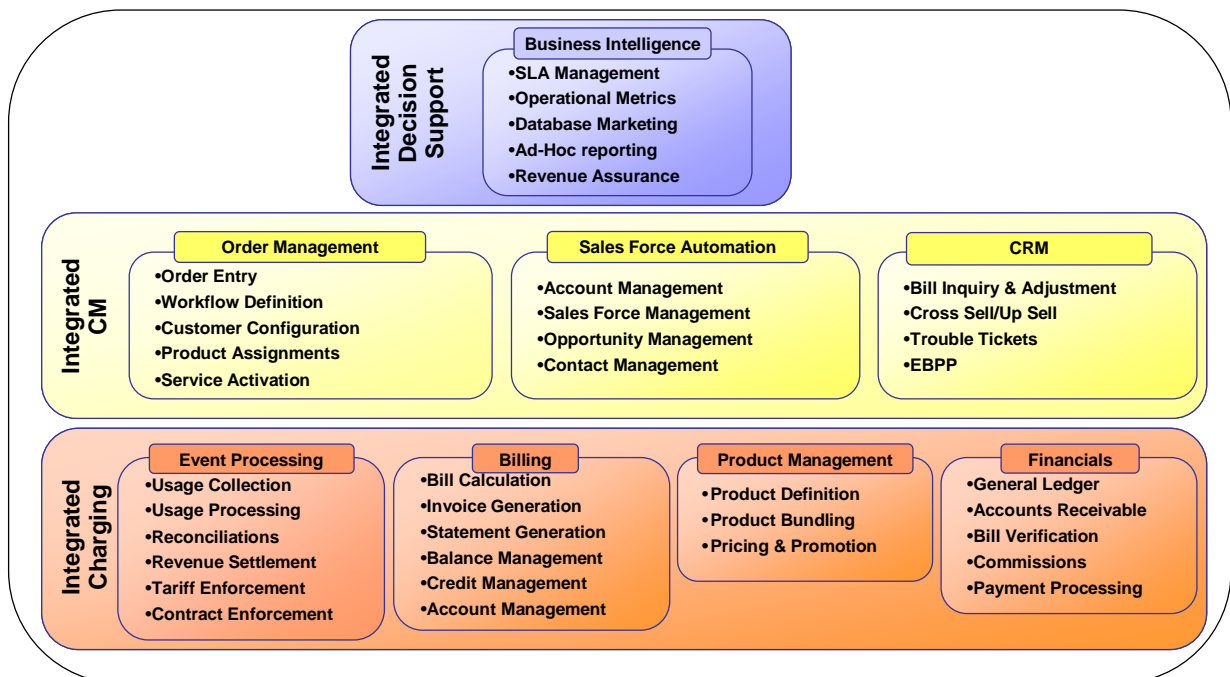 Integrated
Decision
Support
Business Intelligence
•SLA Management
•Operational Metrics
•Database Marketing
•Ad-Hoc reporting
•Revenue Assurance
Integrated
CM
Order Management
•Order Entry
•Workflow Definition
•Customer Configuration
•Product Assignments
•Service Activation
Sales Force Automation
•Account Management
•Sales Force Management
•Opportunity Management
•Contact Management
CRM
•Bill Inquiry & Adjustment
•Cross Sell/Up Sell
•Trouble Tickets
•EBPP
Integrated
Charging
Event Processing
•Usage Collection
•Usage Processing
•Reconciliations
•Revenue Settlement
•Tariff Enforcement
•Contract Enforcement
Billing
•Bill Calculation
•Invoice Generation
•Statement Generation
•Balance Management
•Credit Management
•Account Management
Product Management
•Product Definition
•Product Bundling
•Pricing & Promotion
Financials
•General Ledger
•Accounts Receivable
•Bill Verification
•Commissions
•Payment Processing